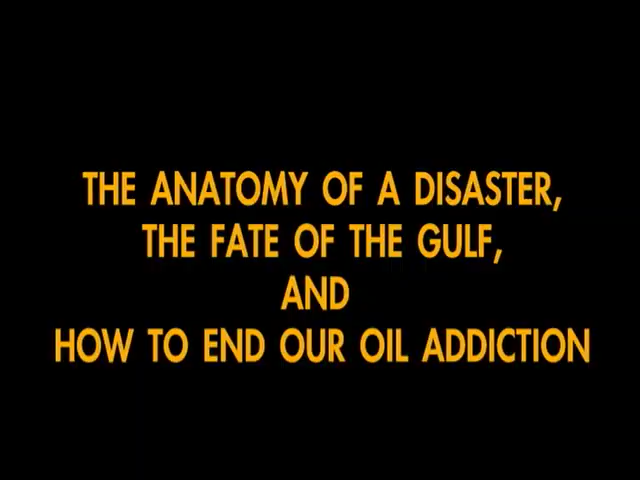 THE ANATOMY OF A DISASTER,
THE FATE OF THE GULF,
AND
HOW TO END OUR OIL ADDICTION